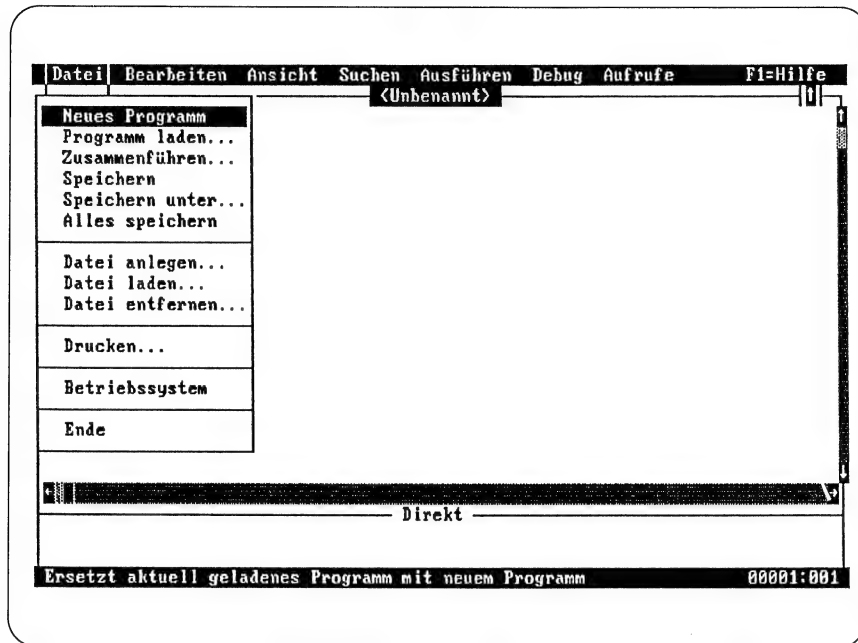 Datei Bearbeiten Ansicht Suchen Ausführen Debug Aufrufe F1=Hilfe
<Unbenannt>
Neues Programm
Programm laden...
Zusammenführen...
Speichern
Speichern unter...
Alles speichern
Datei anlegen...
Datei laden...
Datei entfernen...
Drucken...
Betriebssystem
Ende
Direkt
Ersetzt aktuell geladenes Programm mit neuem Programm 00001:001